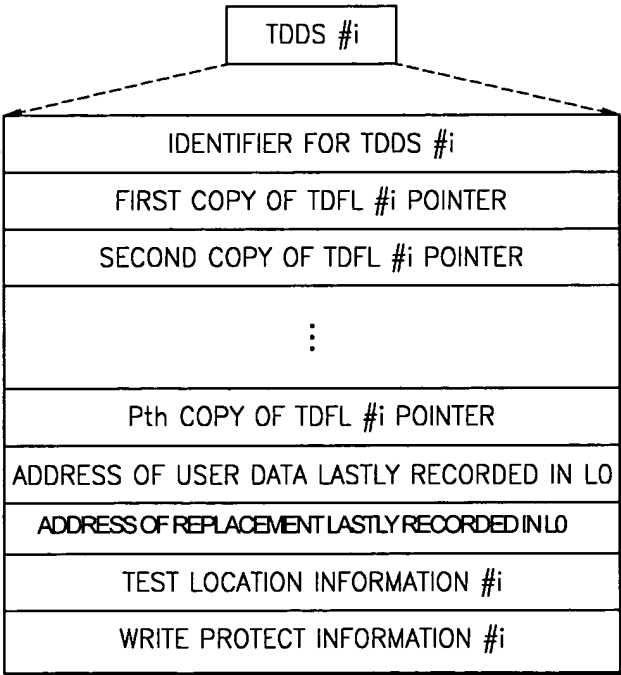 TDDS #i
IDENTIFIER FOR TDDS #i
FIRST COPY OF TDFL #i POINTER
SECOND COPY OF TDFL #i POINTER
⋮
Pth COPY OF TDFL #i POINTER
ADDRESS OF USER DATA LASTLY RECORDED IN L0
ADDRESS OF REPLACEMENT LASTLY RECORDED IN L0
TEST LOCATION INFORMATION #i
WRITE PROTECT INFORMATION #i